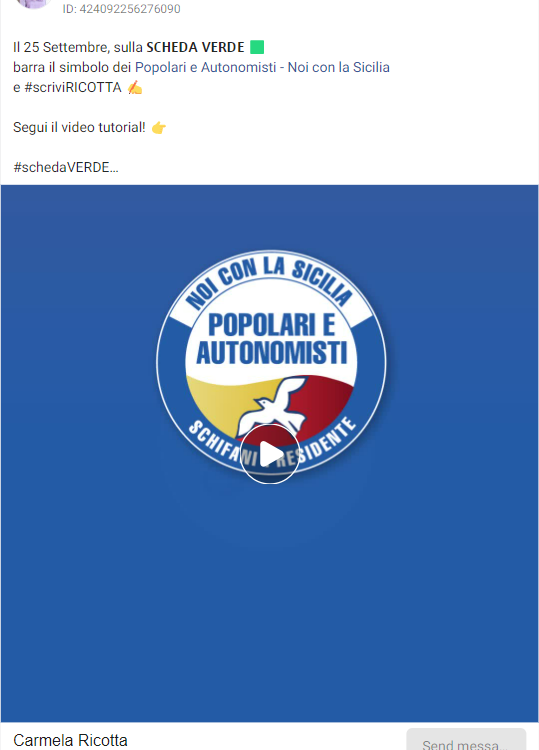 ID: 424092256276090
Il 25 Settembre, sulla SCHEDA VERDE 🟩
barra il simbolo dei Popolari e Autonomisti - Noi con la Sicilia
e #scriviRICOTTA ✍️
Segui il video tutorial! 👉
#schedaVERDE...
NOI CON LA SICILIA
POPOLARI E
AUTONOMISTI
SCHIFANI PRESIDENTE
Carmela Ricotta
Send messa...